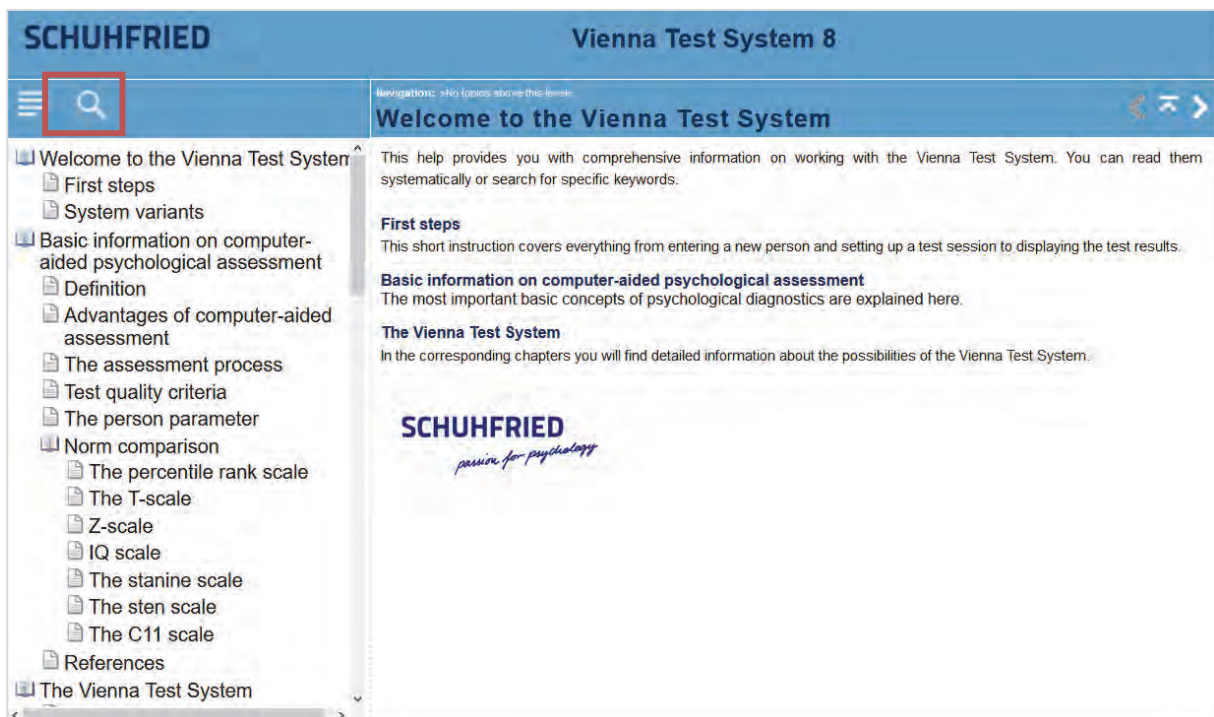 SCHUHFRIED
Vienna Test System 8
Navigation: »No topics above this level«
Welcome to the Vienna Test System
Welcome to the Vienna Test System
First steps
System variants
Basic information on computer-
aided psychological assessment
Definition
Advantages of computer-aided
assessment
The assessment process
Test quality criteria
The person parameter
Norm comparison
The percentile rank scale
The T-scale
Z-scale
IQ scale
The stanine scale
The sten scale
The C11 scale
References
The Vienna Test System
This help provides you with comprehensive information on working with the Vienna Test System. You can read them
systematically or search for specific keywords.
First steps
This short instruction covers everything from entering a new person and setting up a test session to displaying the test results.
Basic information on computer-aided psychological assessment
The most important basic concepts of psychological diagnostics are explained here.
The Vienna Test System
In the corresponding chapters you will find detailed information about the possibilities of the Vienna Test System.
SCHUHFRIED
passion for psychology